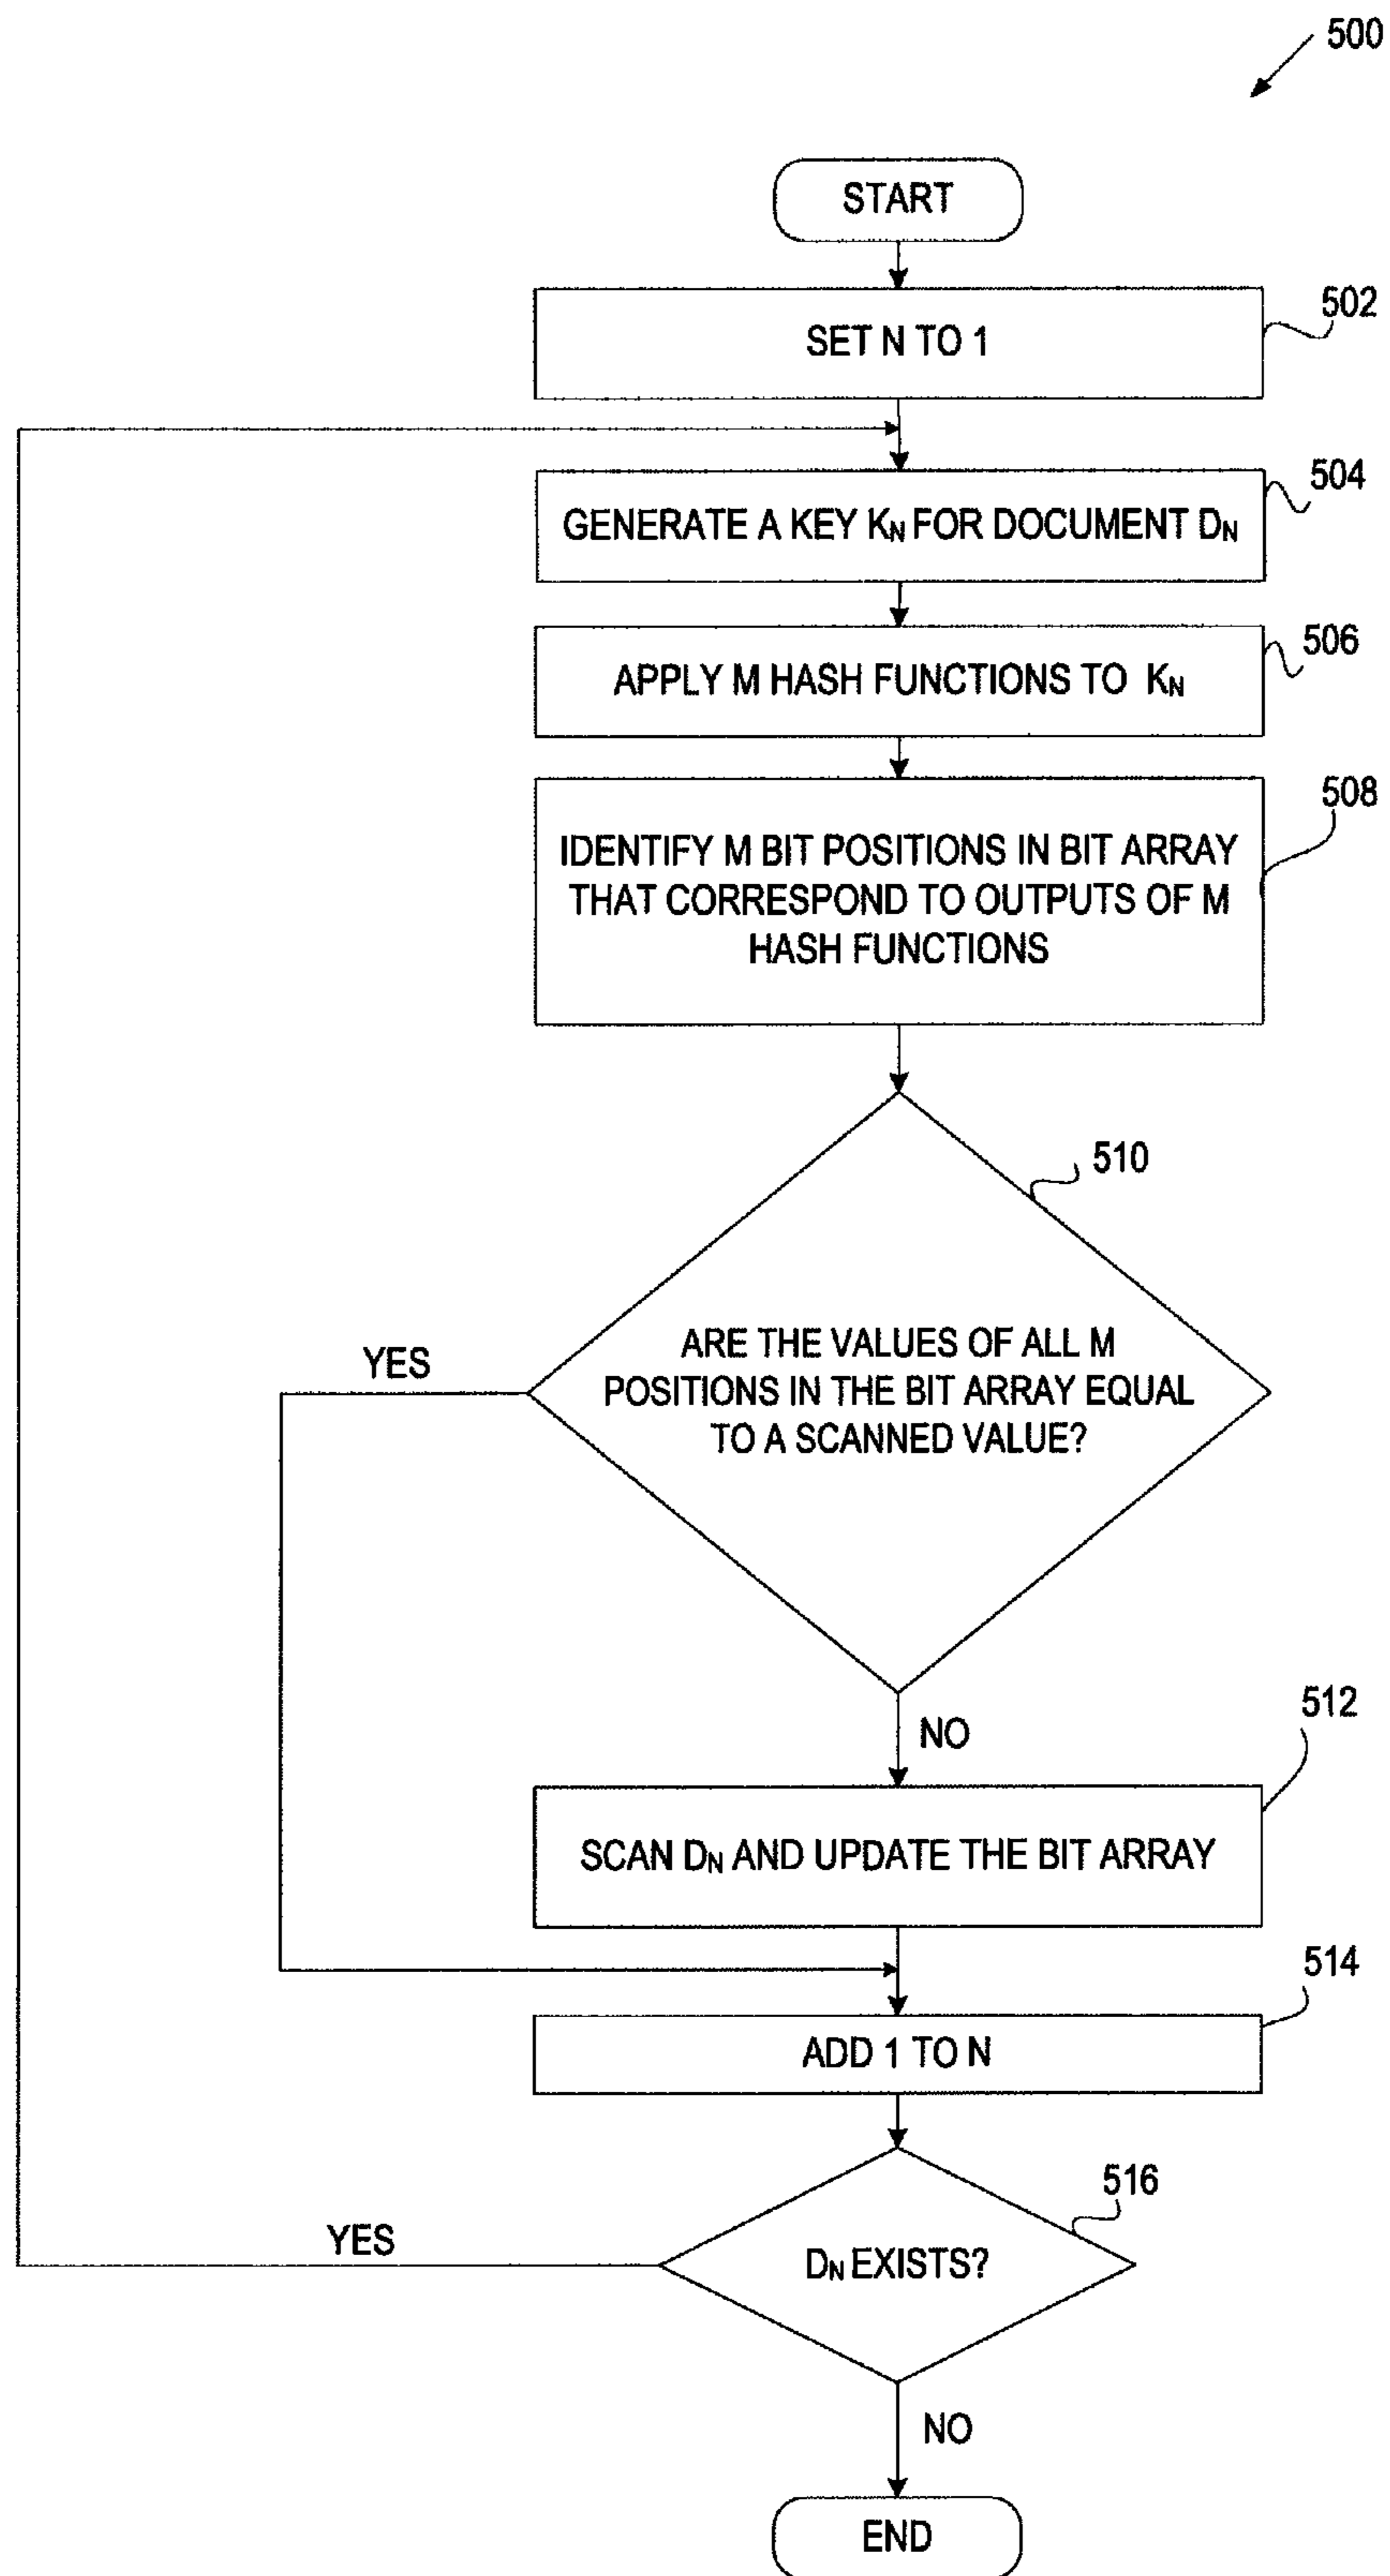 500
START
502
SET N TO 1
504
GENERATE A KEY KN FOR DOCUMENT DN
506
APPLY M HASH FUNCTIONS TO KN
508
IDENTIFY M BIT POSITIONS IN BIT ARRAY
THAT CORRESPOND TO OUTPUTS OF M
HASH FUNCTIONS
510
ARE THE VALUES OF ALL M
POSITIONS IN THE BIT ARRAY EQUAL
TO A SCANNED VALUE?
YES
NO
512
SCAN DN AND UPDATE THE BIT ARRAY
514
ADD 1 TO N
516
DN EXISTS?
YES
NO
END